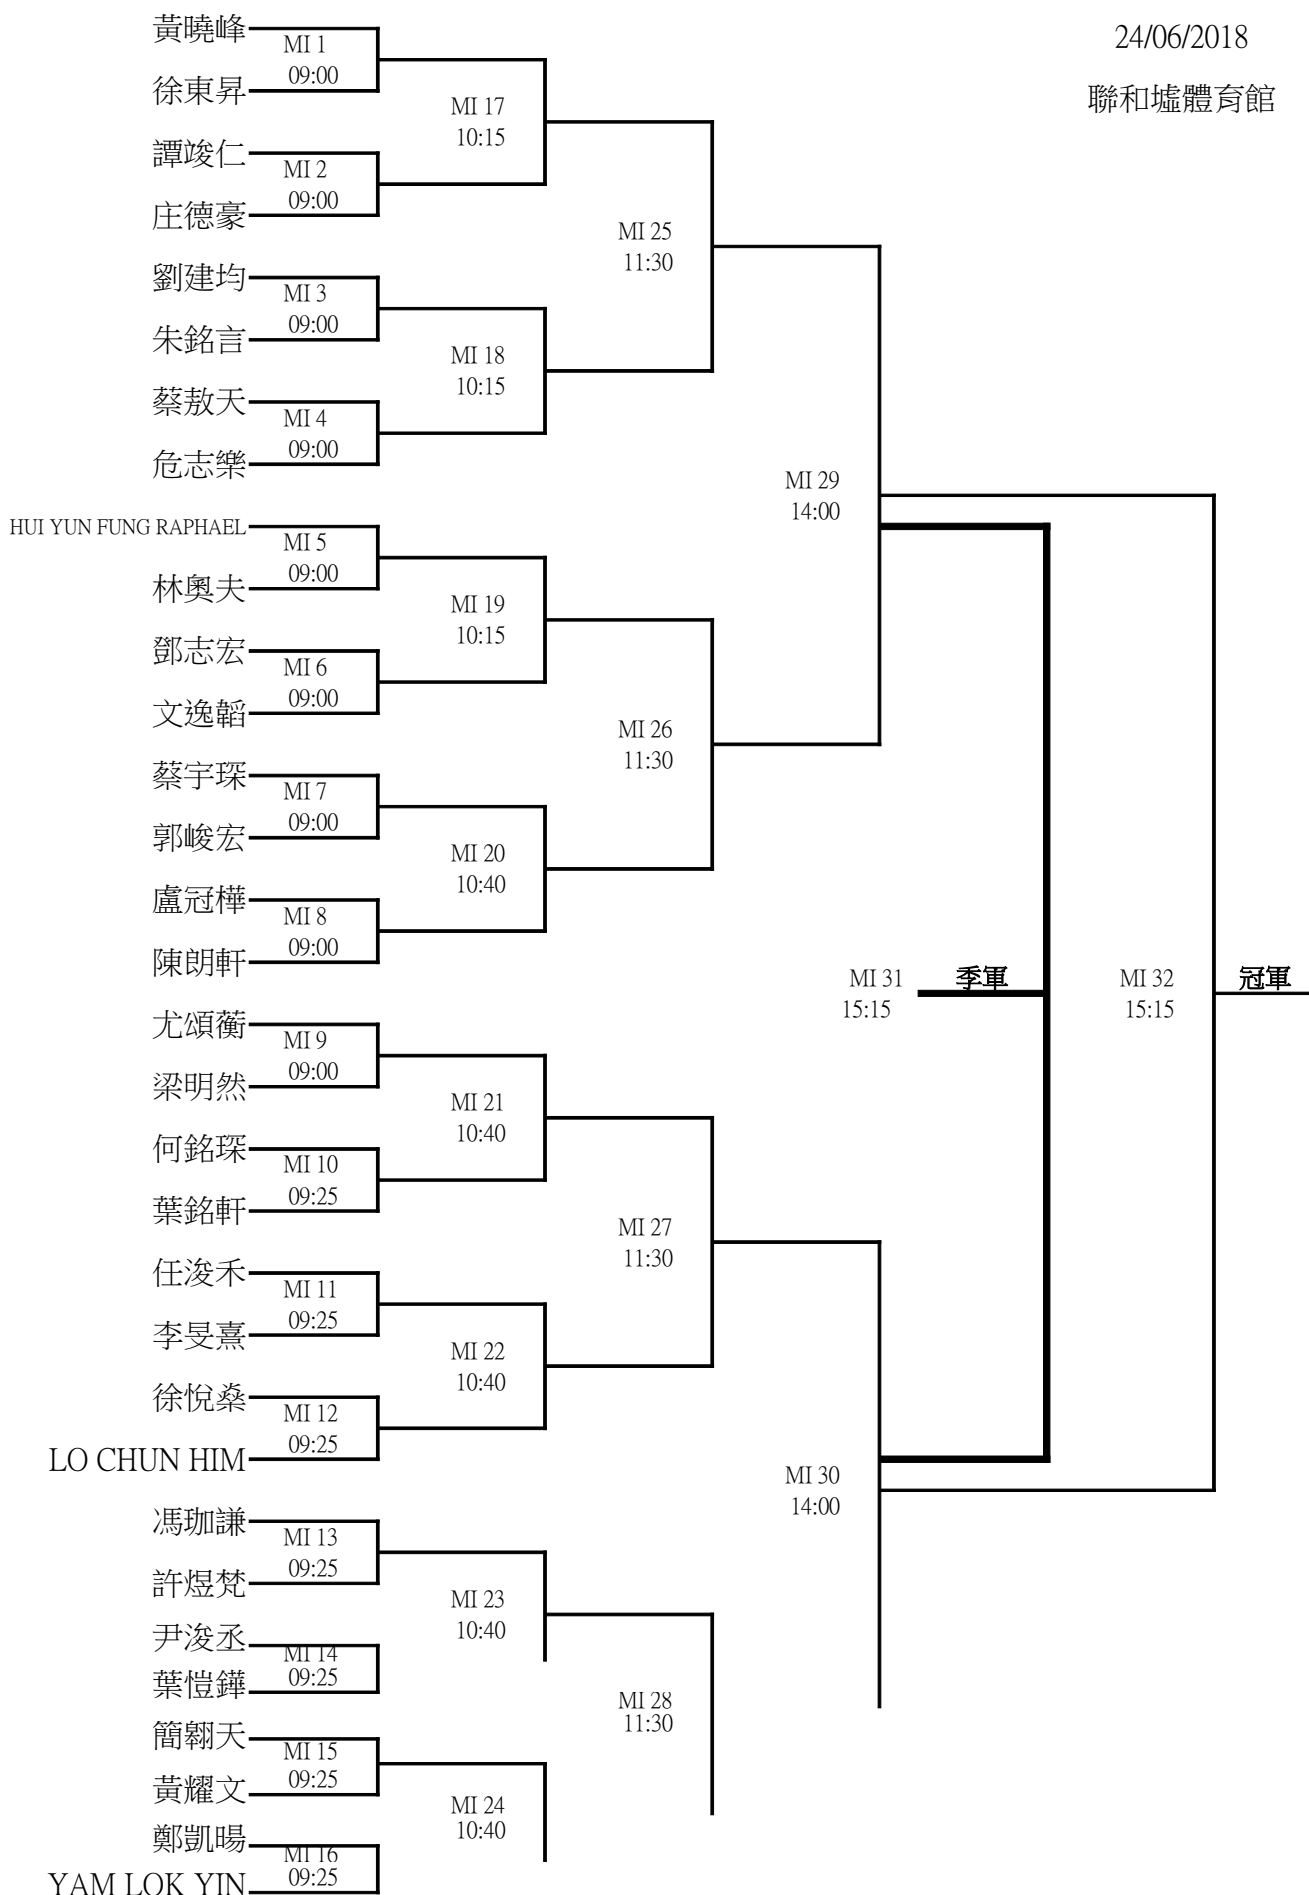 24/06/2018
聯和墟體育館
黃曉峰
MI 1
09:00
徐東昇
MI 17
10:15
譚竣仁
MI 2
09:00
庄德豪
MI 25
11:30
劉建均
MI 3
09:00
朱銘言
MI 18
10:15
蔡敖天
MI 4
09:00
危志樂
MI 29
14:00
HUI YUN FUNG RAPHAEL
MI 5
09:00
林奧夫
MI 19
10:15
鄧志宏
MI 6
09:00
文逸韜
MI 26
11:30
蔡宇琛
MI 7
09:00
郭峻宏
MI 20
10:40
盧冠樺
MI 8
09:00
陳朗軒
MI 31
15:15
季軍
MI 32
15:15
冠軍
尤頌蘅
MI 9
09:00
梁明然
MI 21
10:40
何銘琛
MI 10
09:25
葉銘軒
MI 27
11:30
任浚禾
MI 11
09:25
李旻熹
MI 22
10:40
徐悅燊
MI 12
09:25
LO CHUN HIM
MI 30
14:00
馮珈謙
MI 13
09:25
許煜梵
MI 23
10:40
尹浚丞
MI 14
09:25
葉愷鏵
MI 28
11:30
簡翱天
MI 15
09:25
黃耀文
MI 24
10:40
鄭凱暘
MI 16
09:25
YAM LOK YIN